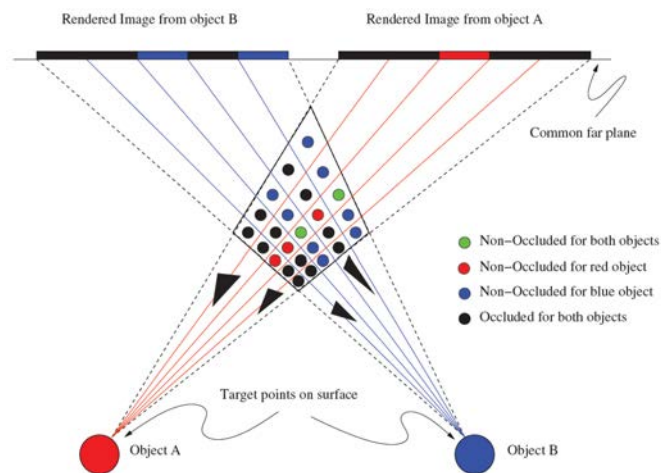 Rendered Image from object B
Rendered Image from object A
Common far plane
Non-Occluded for both objects
Non-Occluded for red object
Non-Occluded for blue object
Occluded for both objects
Target points on surface
Object A
Object B